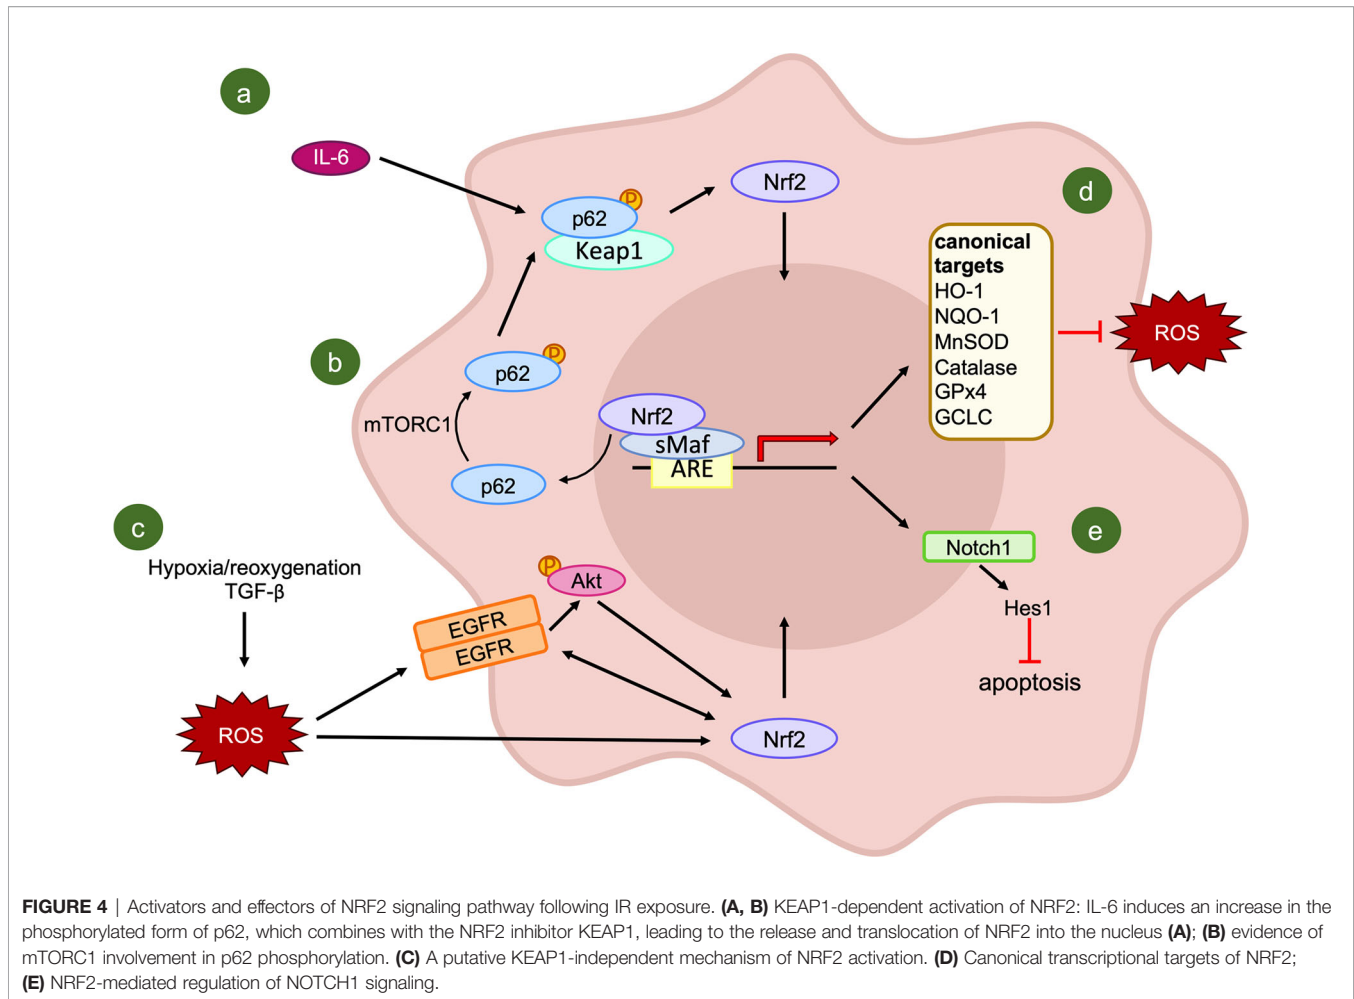 a
IL-6
P
p62
Keap1
Nrf2
d
canonical
targets
HO-1
NQO-1
MnSOD
Catalase
GPx4
GCLC
ROS
b
P
p62
mTORC1
p62
Nrf2
sMaf
ARE
c
Hypoxia/reoxygenation
TGF-β
ROS
EGFR
EGFR
P
Akt
Nrf2
e
Notch1
Hes1
apoptosis
FIGURE 4 | Activators and effectors of NRF2 signaling pathway following IR exposure. (A, B) KEAP1-dependent activation of NRF2: IL-6 induces an increase in the
phosphorylated form of p62, which combines with the NRF2 inhibitor KEAP1, leading to the release and translocation of NRF2 into the nucleus (A); (B) evidence of
mTORC1 involvement in p62 phosphorylation. (C) A putative KEAP1-independent mechanism of NRF2 activation. (D) Canonical transcriptional targets of NRF2;
(E) NRF2-mediated regulation of NOTCH1 signaling.